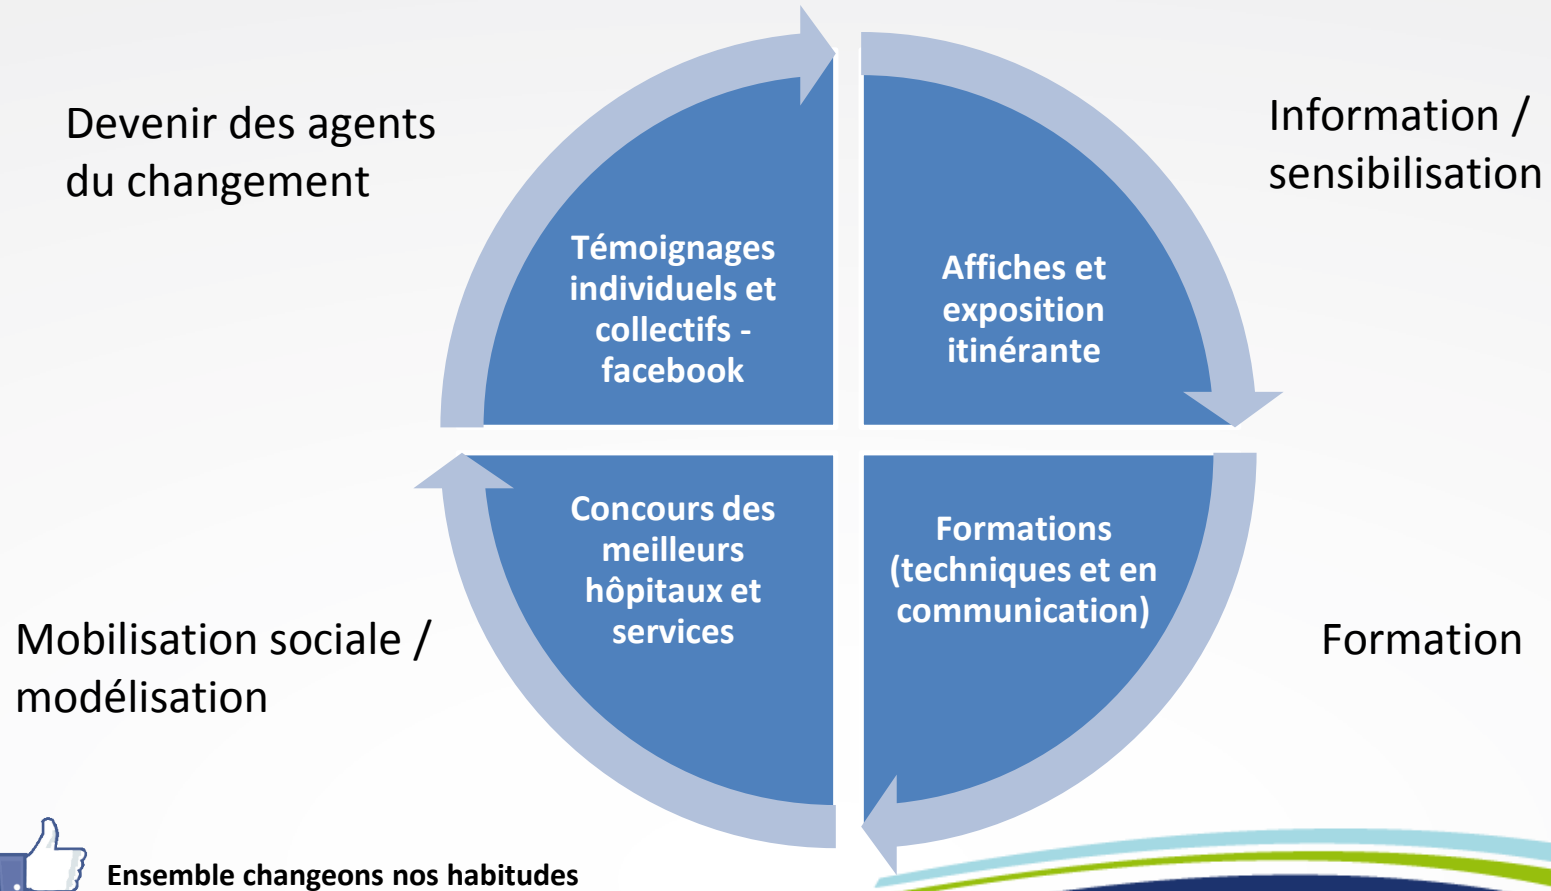 Devenir des agents
du changement
Information /
sensibilisation
Témoignages
individuels et
collectifs -
facebook
Affiches et
exposition
itinérante
Concours des
meilleurs
hôpitaux et
services
Formations
(techniques et en
communication)
Mobilisation sociale /
modélisation
Formation
Ensemble changeons nos habitudes